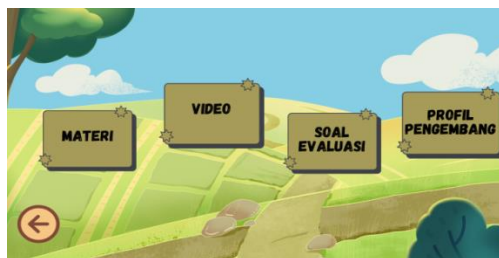 MATERI
VIDEO
SOAL
EVALUASI
PROFIL
PENGEMBANG